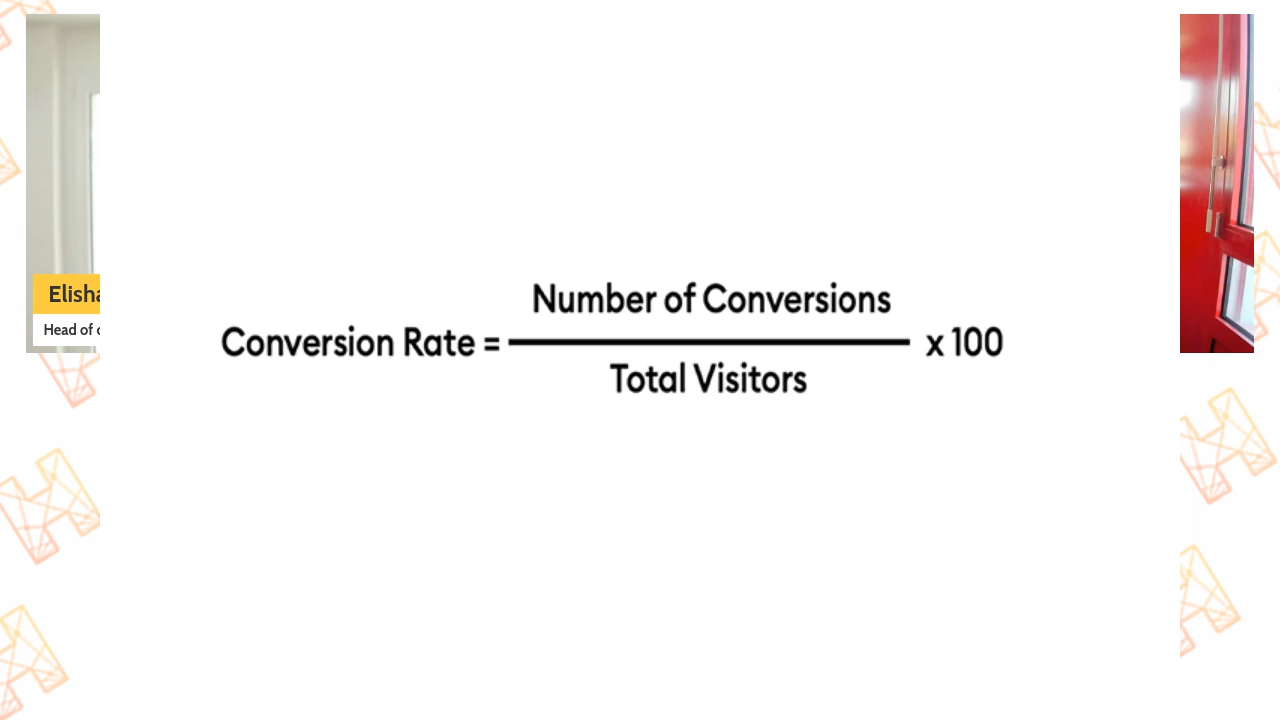 Elisha
Head of
Number of Conversions
Conversion Rate = x 100
Total Visitors